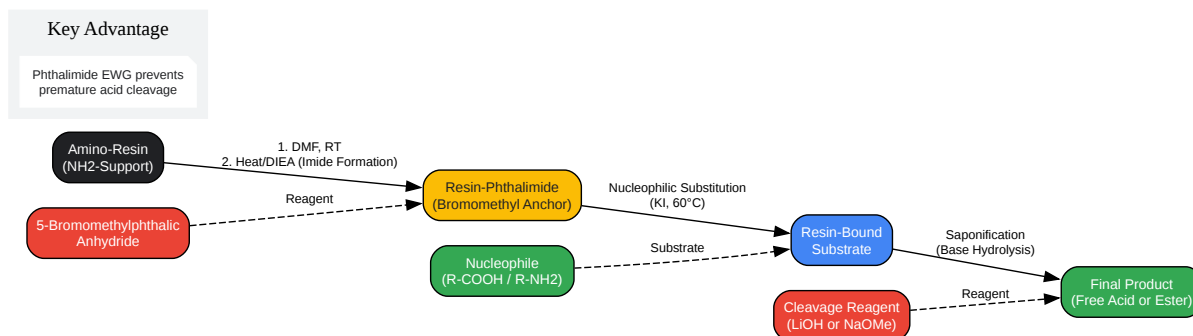 Key Advantage
Phthalimide EWG prevents
premature acid cleavage
Amino-Resin
(NH2-Support)
1. DMF, RT
2. Heat/DIEA (Imide Formation)
5-Bromomethylphthalic
Anhydride
Reagent
Resin-Phthalimide
(Bromomethyl Anchor)
Nucleophilic Substitution
(KI, 60°C)
Nucleophile
(R-COOH / R-NH2)
Substrate
Resin-Bound
Substrate
Saponification
(Base Hydrolysis)
Cleavage Reagent
(LiOH or NaOMe)
Reagent
Final Product
(Free Acid or Ester)